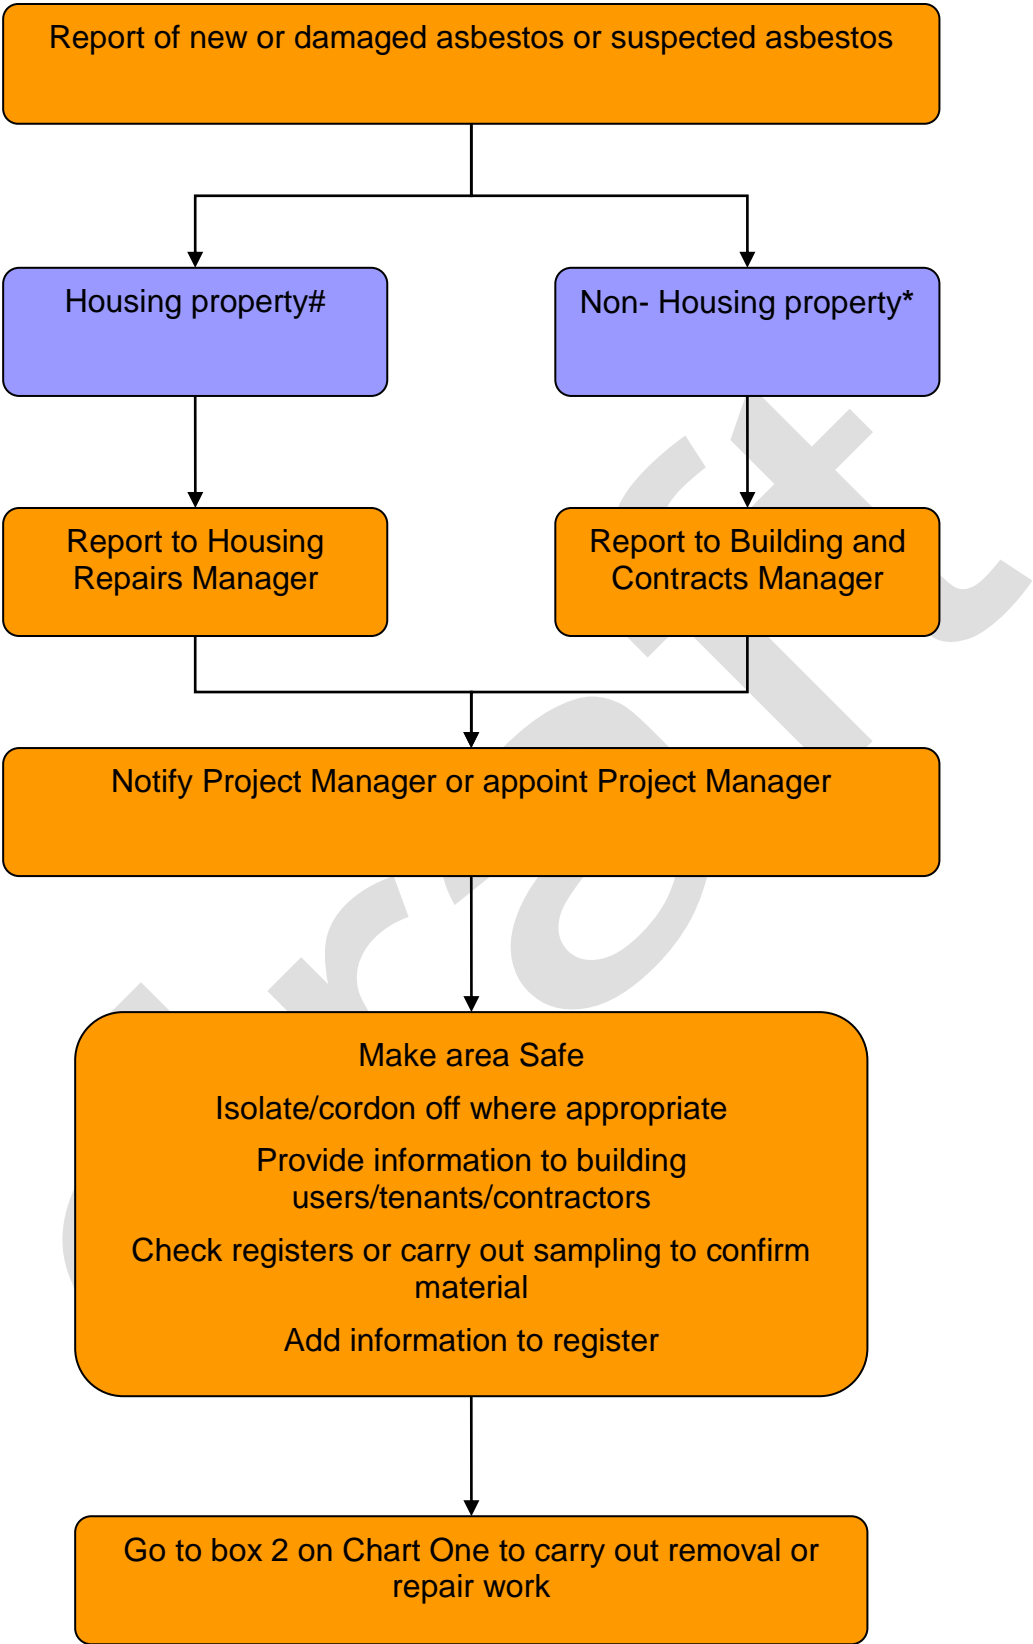 Report of new or damaged asbestos or suspected asbestos
Housing property#
Non- Housing property*
Report to Housing
Repairs Manager
Report to Building and
Contracts Manager
Notify Project Manager or appoint Project Manager
Make area Safe
Isolate/cordon off where appropriate
Provide information to building
users/tenants/contractors
Check registers or carry out sampling to confirm
material
Add information to register
Go to box 2 on Chart One to carry out removal or
repair work
draft